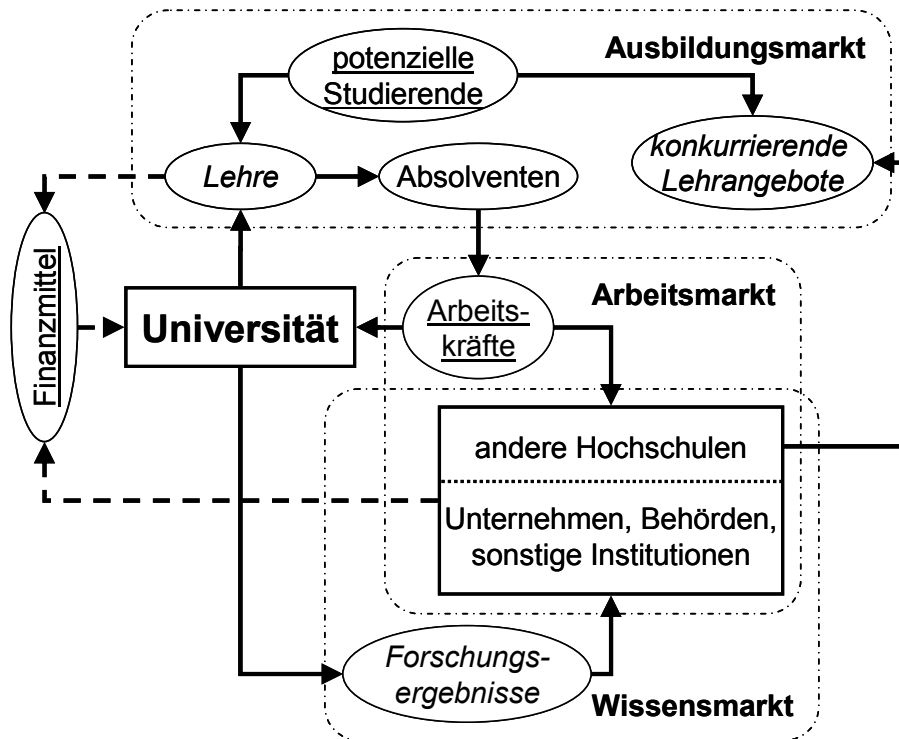 Ausbildungsmarkt
potenzielle
Studierende
konkurrierende
Lehrangebote
Lehre
Absolventen
Finanzmittel
Universität
Arbeitsmarkt
Arbeits-
kräfte
andere Hochschulen
Unternehmen, Behörden,
sonstige Institutionen
Forschungs-
ergebnisse
Wissensmarkt